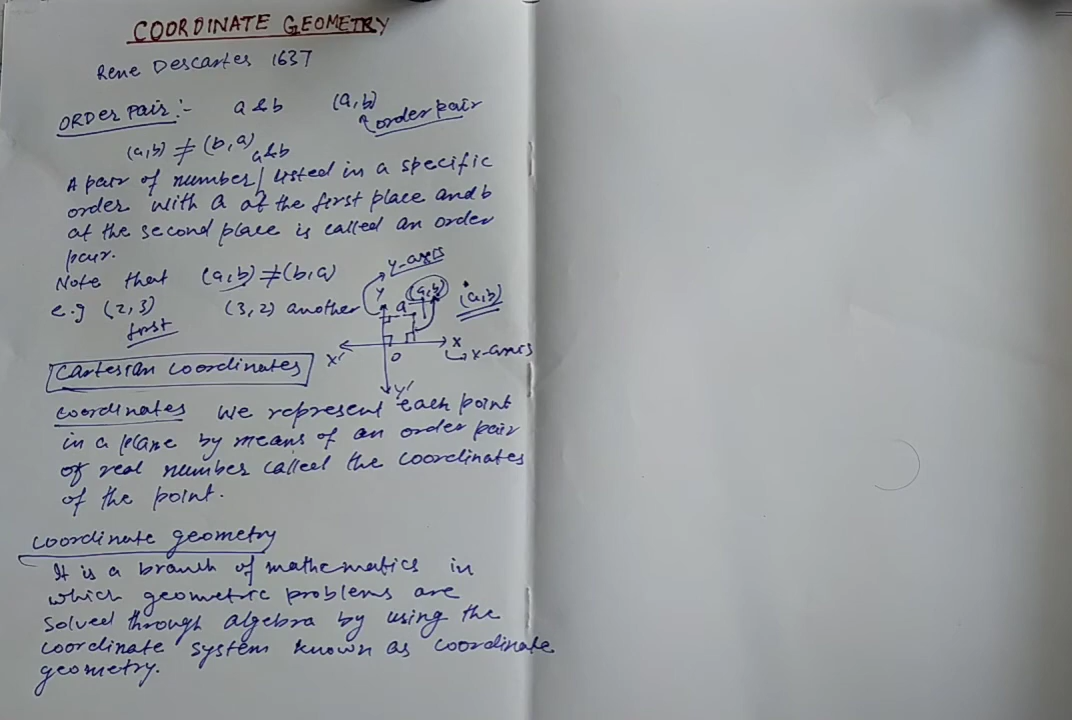 COORDINATE GEOMETRY
Rene Descartes 1637
ORDER PAIR :- a & b (a,b)
order pair
(a,b) ≠ (b,a)
a & b
A pair of number / listed in a specific
order with a at the first place and b
at the second place is called an order
pair.
Note that (a,b) ≠ (b,a)
e.g (2,3) (3,2) another
first
y-axis
Y
a
(a,b)
(a,b)
X' O X
x-axis
Y'
Cartesian coordinates
coordinates We represent each point
in a plane by means of an order pair
of real number called the coordinates
of the point.
coordinate geometry
It is a branch of mathematics in
which geometric problems are
solved through algebra by using the
coordinate system known as coordinate
geometry.